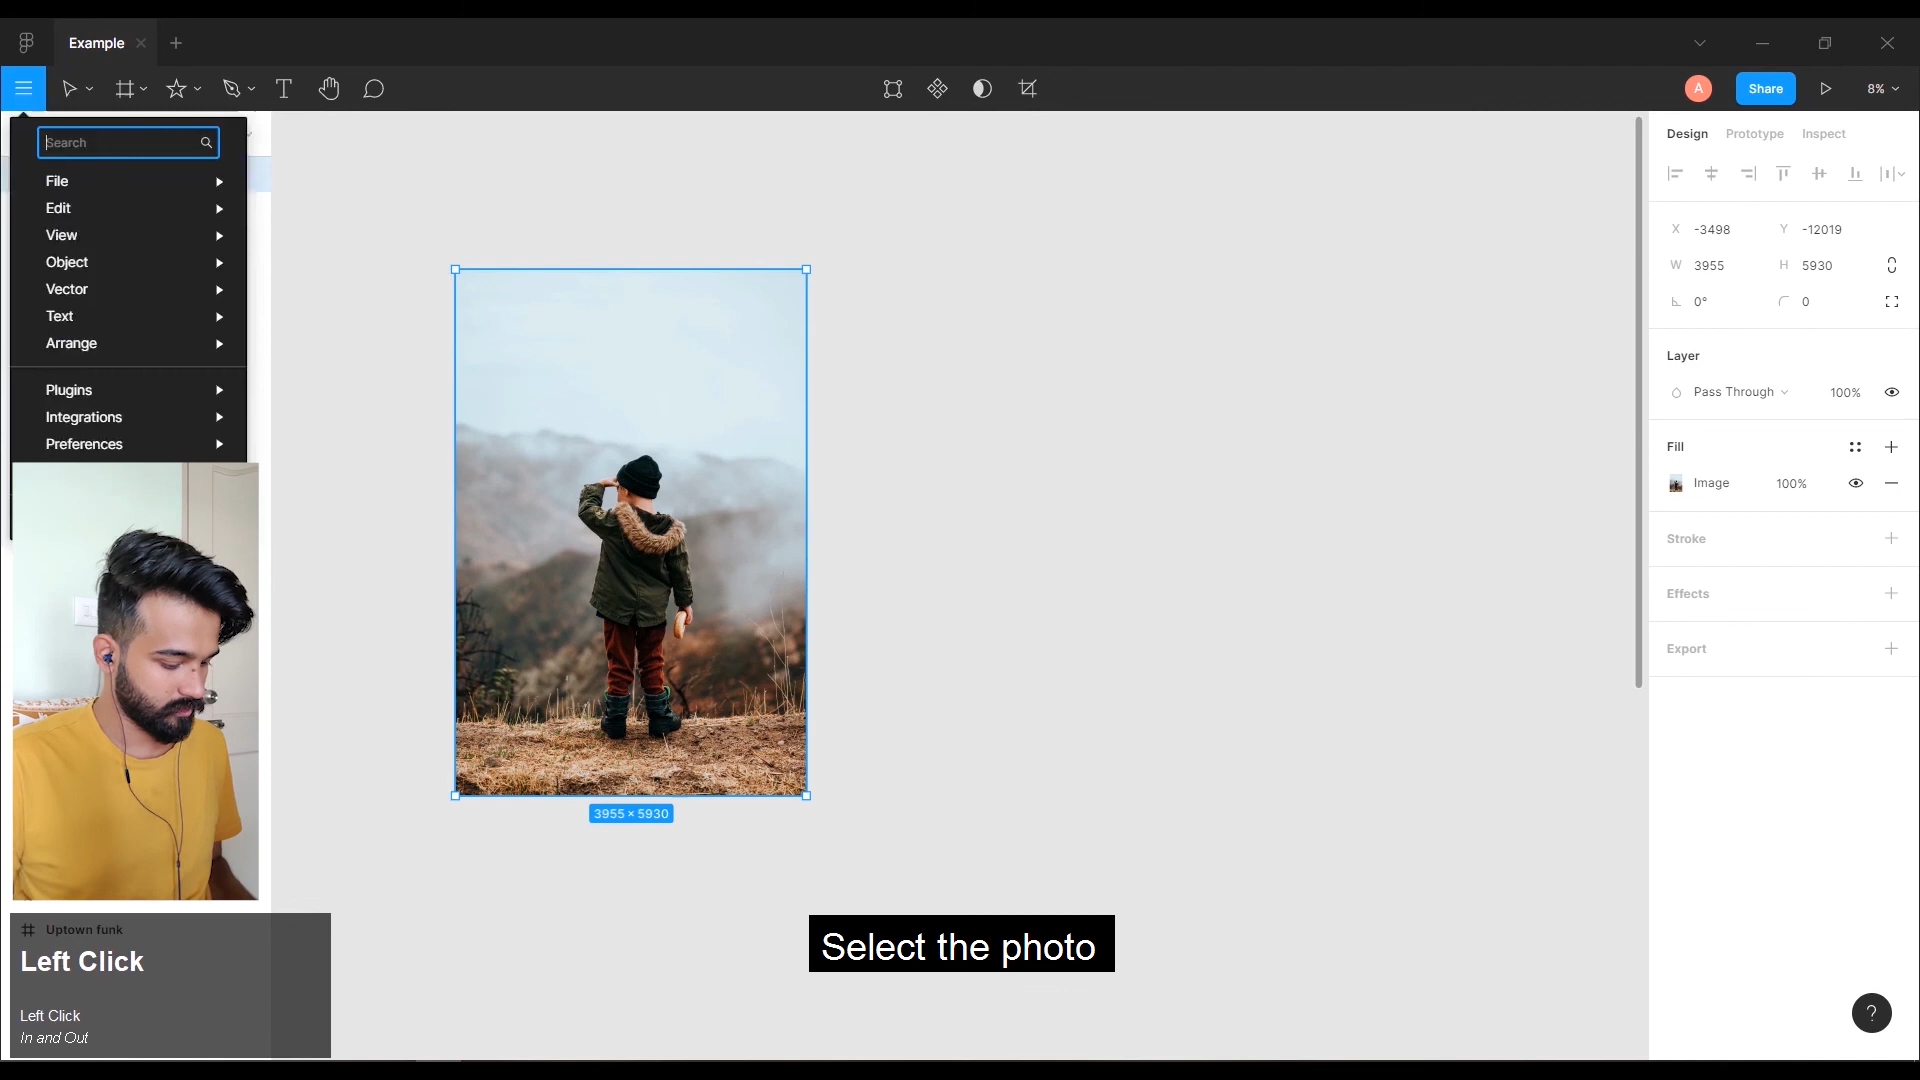 Example
Share
8%
Search
File
Edit
View
Object
Vector
Text
Arrange
Plugins
Integrations
Preferences
Design Prototype Inspect
X -3498 Y -12019
W 3955 H 5930
0° 0
Layer
Pass Through 100%
Fill
Image 100%
Stroke
Effects
Export
3955 × 5930
Select the photo
Uptown funk
Left Click
Left Click
In and Out
A
?